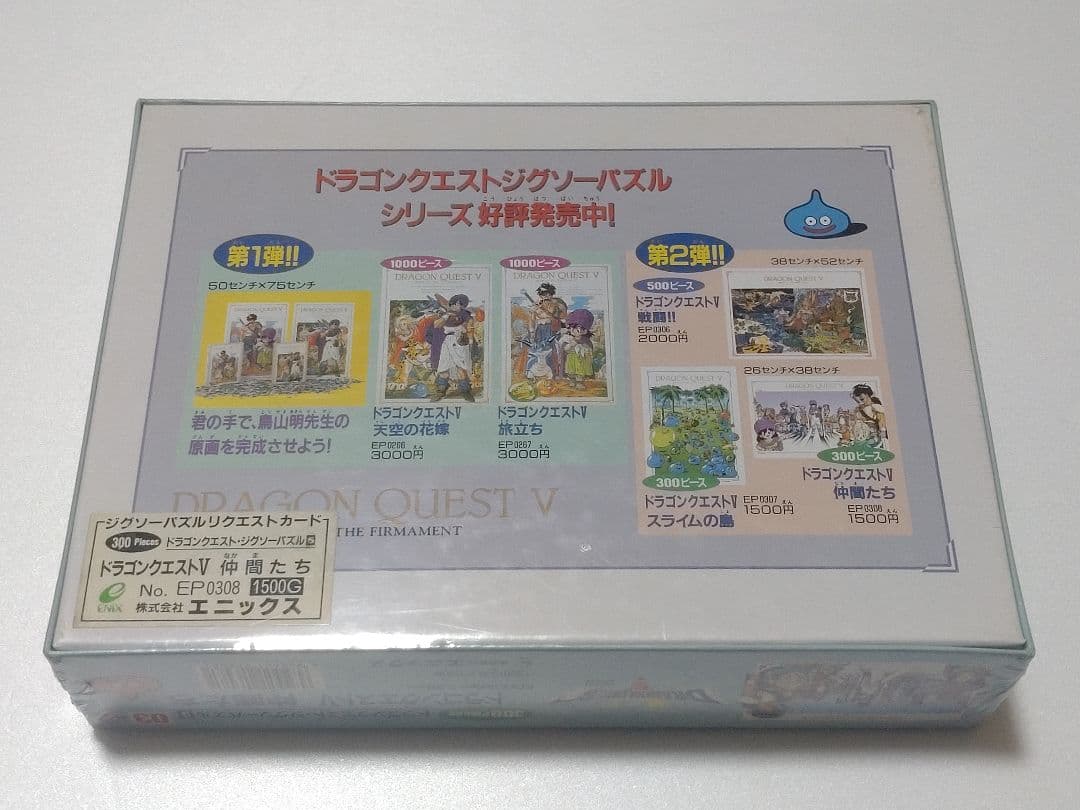 ドラゴンクエストジグソーパズル
シリーズ好評発売中!
第1弾!!
50センチ×75センチ
君の手で、鳥山明先生の
原画を完成させよう!
1000ピース
DRAGON QUEST V
ドラゴンクエストV
天空の花嫁
EP0266
3000円
1000ピース
DRAGON QUEST V
ドラゴンクエストV
旅立ち
EP0267
3000円
第2弾!!
38センチ×52センチ
500ピース
ドラゴンクエストV
戦闘!!
EP0306
2000円
DRAGON QUEST V
26センチ×38センチ
DRAGON QUEST V
300ピース
ドラゴンクエストV
スライムの島
EP0307
1500円
DRAGON QUEST V
300ピース
ドラゴンクエストV
仲間たち
EP0308
1500円
DRAGON QUEST V
THE FIRMAMENT
ジグソーパズルリクエストカード
300 Pieces ドラゴンクエスト・ジグソーパズル5
ドラゴンクエストV 仲間たち
No. EP0308 1500G
ENIX 株式会社 エニックス